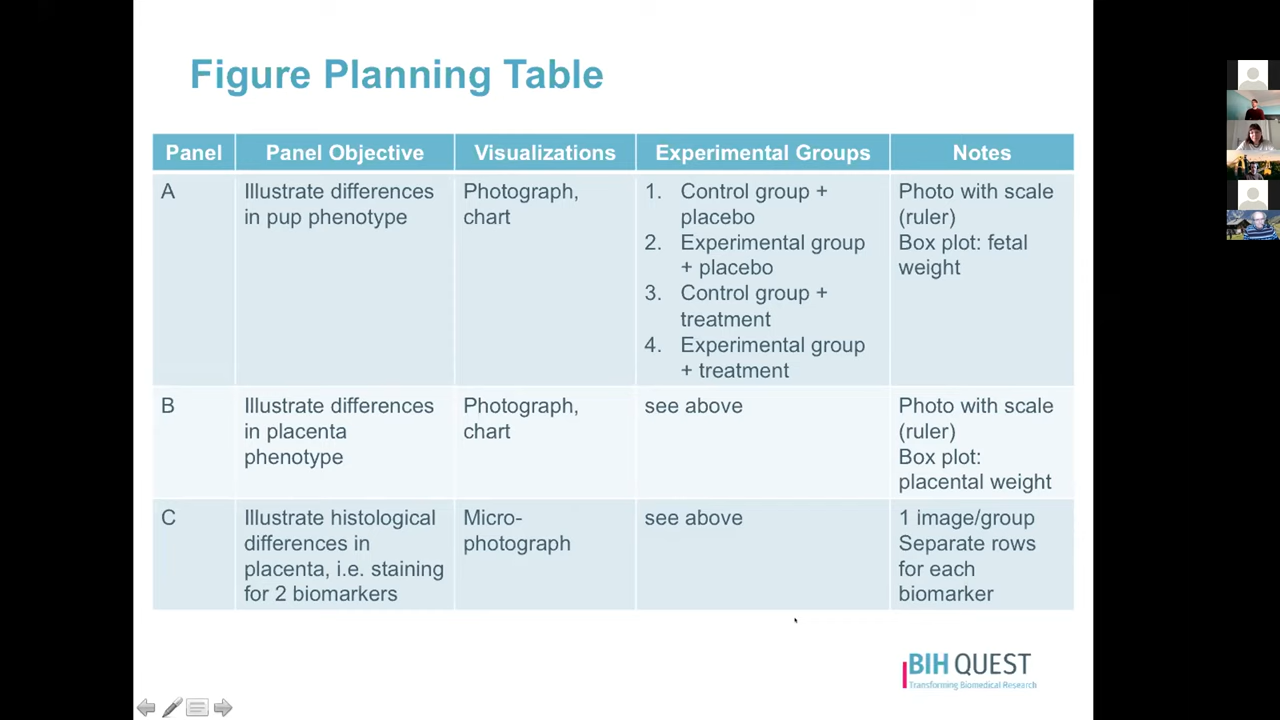 Figure Planning Table
Panel
Panel Objective
Visualizations
Experimental Groups
Notes
A
Illustrate differences
in pup phenotype
Photograph,
chart
1. Control group +
placebo
2. Experimental group
+ placebo
3. Control group +
treatment
4. Experimental group
+ treatment
Photo with scale
(ruler)
Box plot: fetal
weight
B
Illustrate differences
in placenta
phenotype
Photograph,
chart
see above
Photo with scale
(ruler)
Box plot:
placental weight
C
Illustrate histological
differences in
placenta, i.e. staining
for 2 biomarkers
Micro-
photograph
see above
1 image/group
Separate rows
for each
biomarker
BIH QUEST
Transforming Biomedical Research